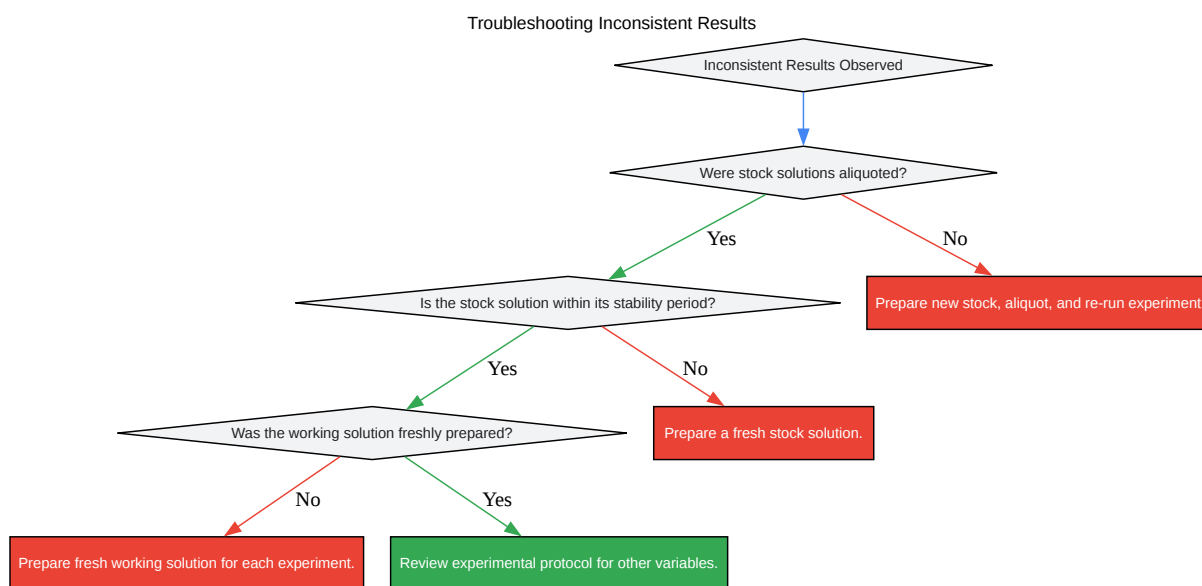 Troubleshooting Inconsistent Results
Inconsistent Results Observed
Were stock solutions aliquoted?
Yes
No
Is the stock solution within its stability period?
Prepare new stock, aliquot, and re-run experiment
Yes
No
Was the working solution freshly prepared?
Prepare a fresh stock solution.
No
Yes
Prepare fresh working solution for each experiment.
Review experimental protocol for other variables.